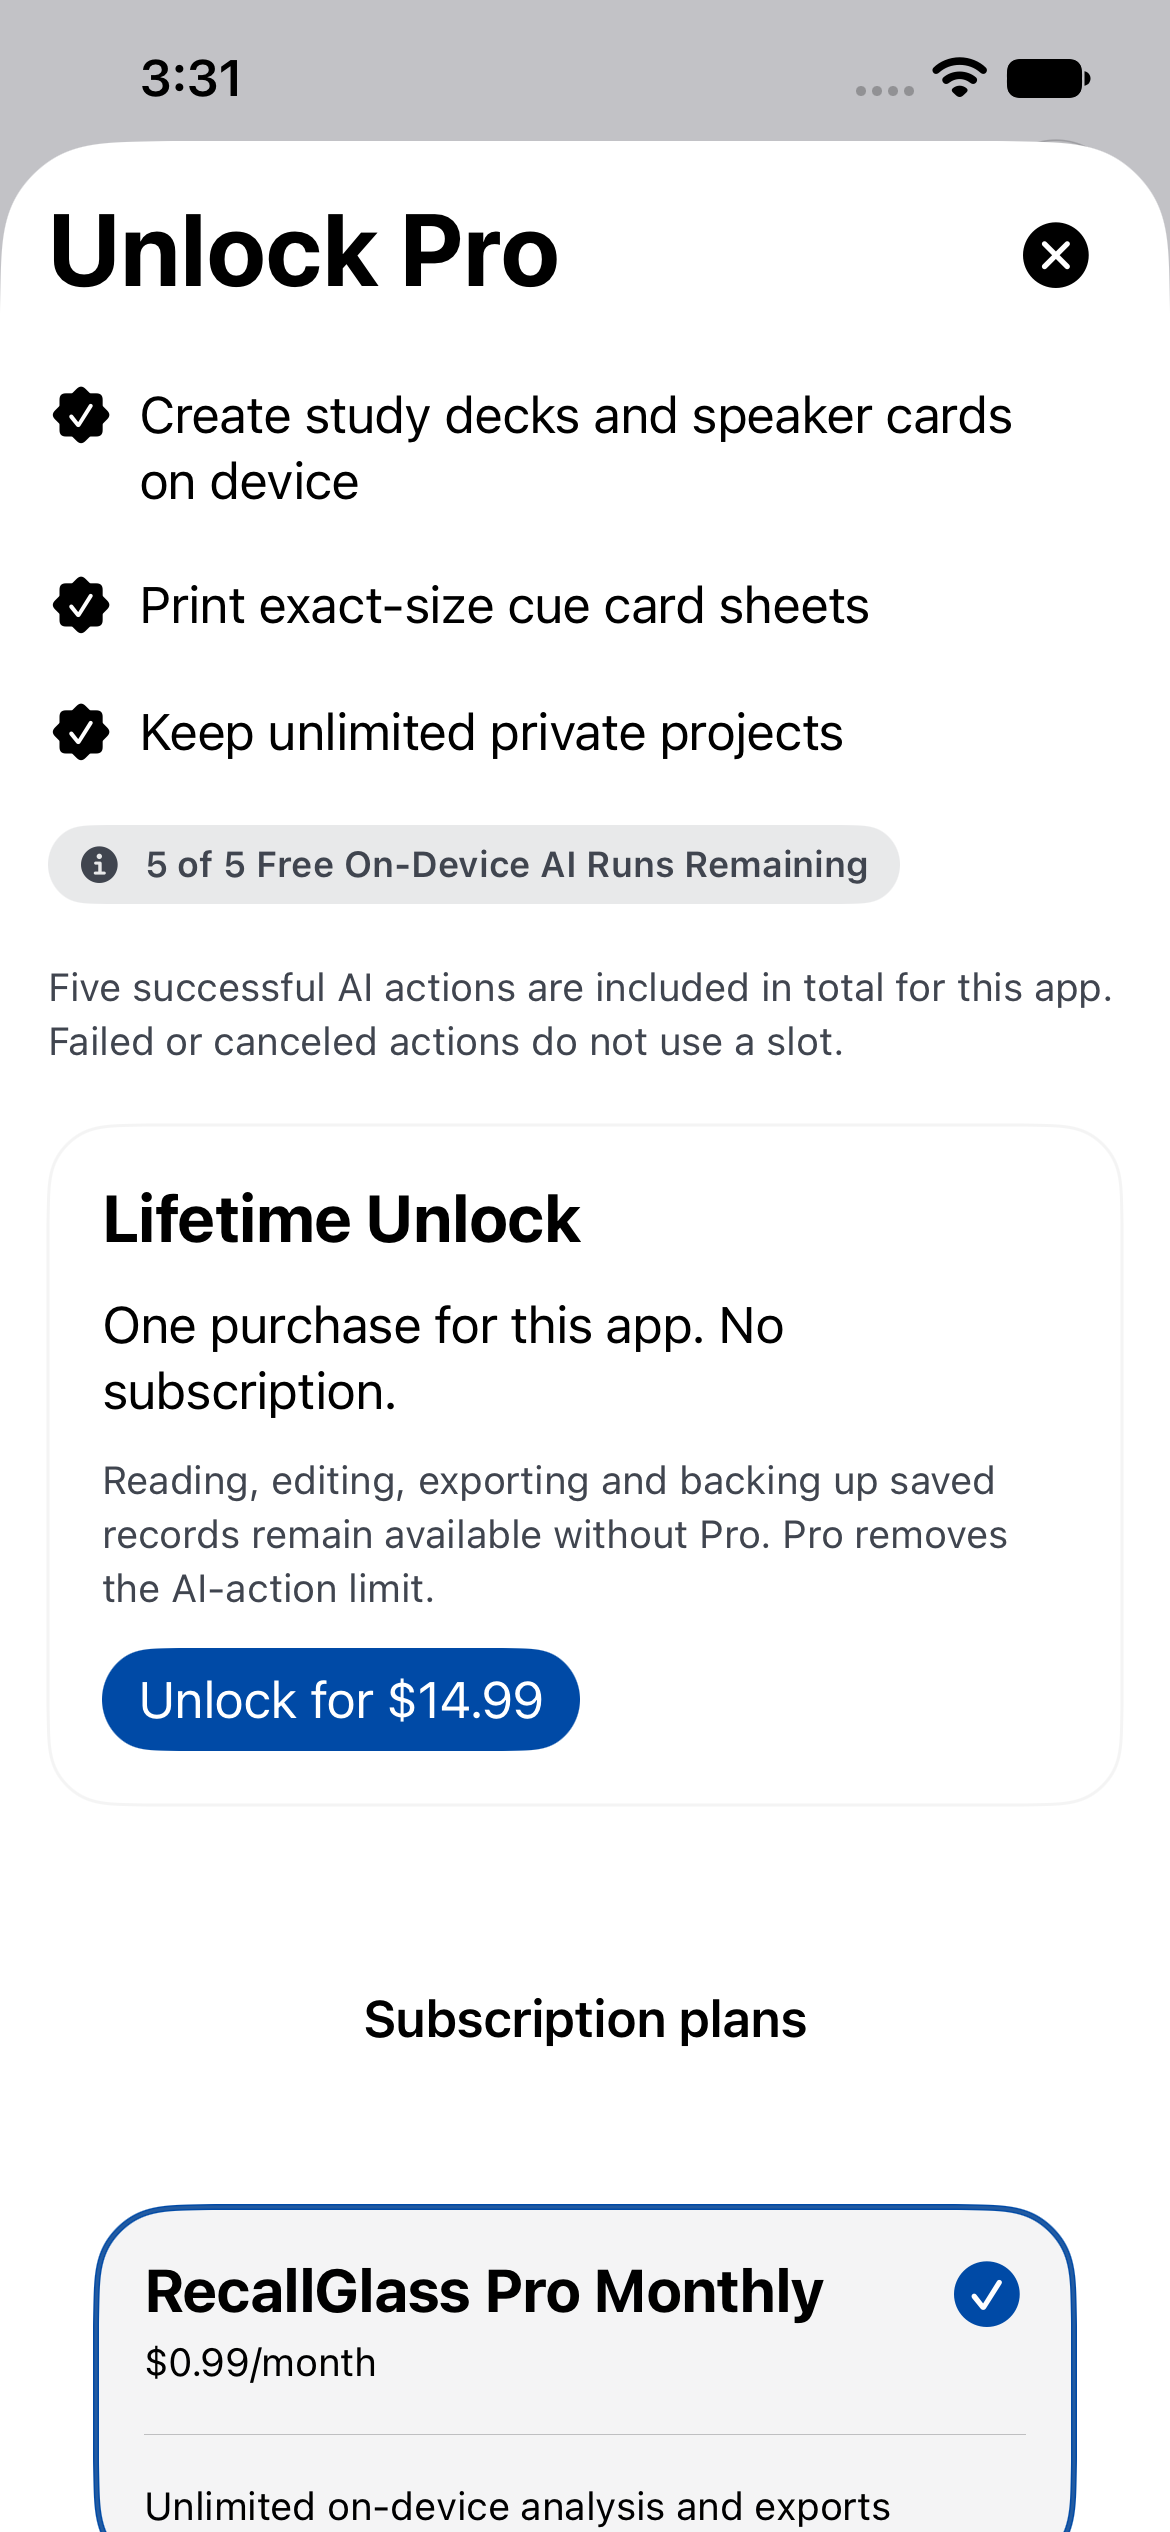 3:31
Unlock Pro
Create study decks and speaker cards
on device
Print exact-size cue card sheets
Keep unlimited private projects
5 of 5 Free On-Device AI Runs Remaining
Five successful AI actions are included in total for this app.
Failed or canceled actions do not use a slot.
Lifetime Unlock
One purchase for this app. No
subscription.
Reading, editing, exporting and backing up saved
records remain available without Pro. Pro removes
the AI-action limit.
Unlock for $14.99
Subscription plans
RecallGlass Pro Monthly
$0.99/month
Unlimited on-device analysis and exports